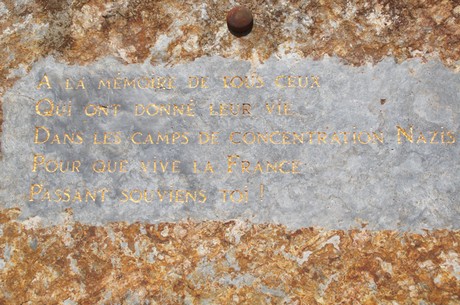 A LA MÉMOIRE DE TOUS CEUX
QUI ONT DONNÉ LEUR VIE
DANS LES CAMPS DE CONCENTRATION NAZIS
POUR QUE VIVE LA FRANCE
PASSANT SOUVIENS TOI !